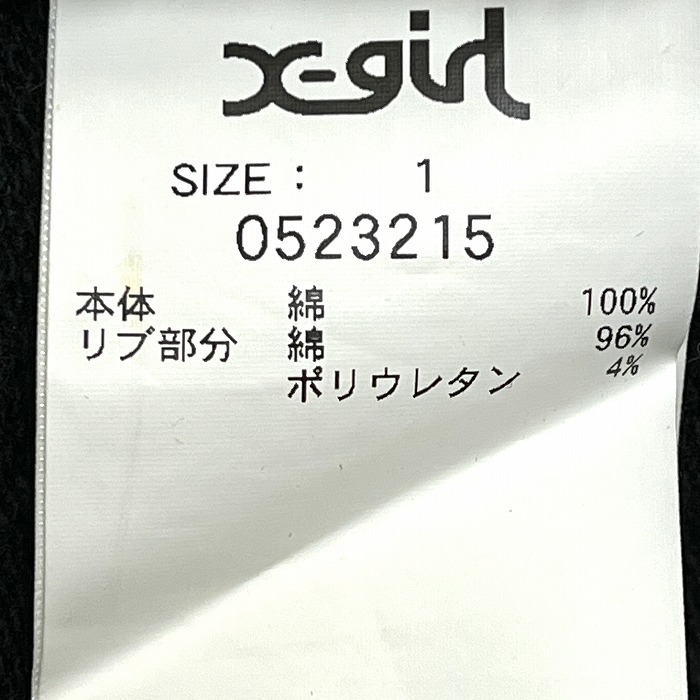 X-girl
SIZE : 1
0523215
本体 綿 100%
リブ部分 綿 96%
ポリウレタン 4%